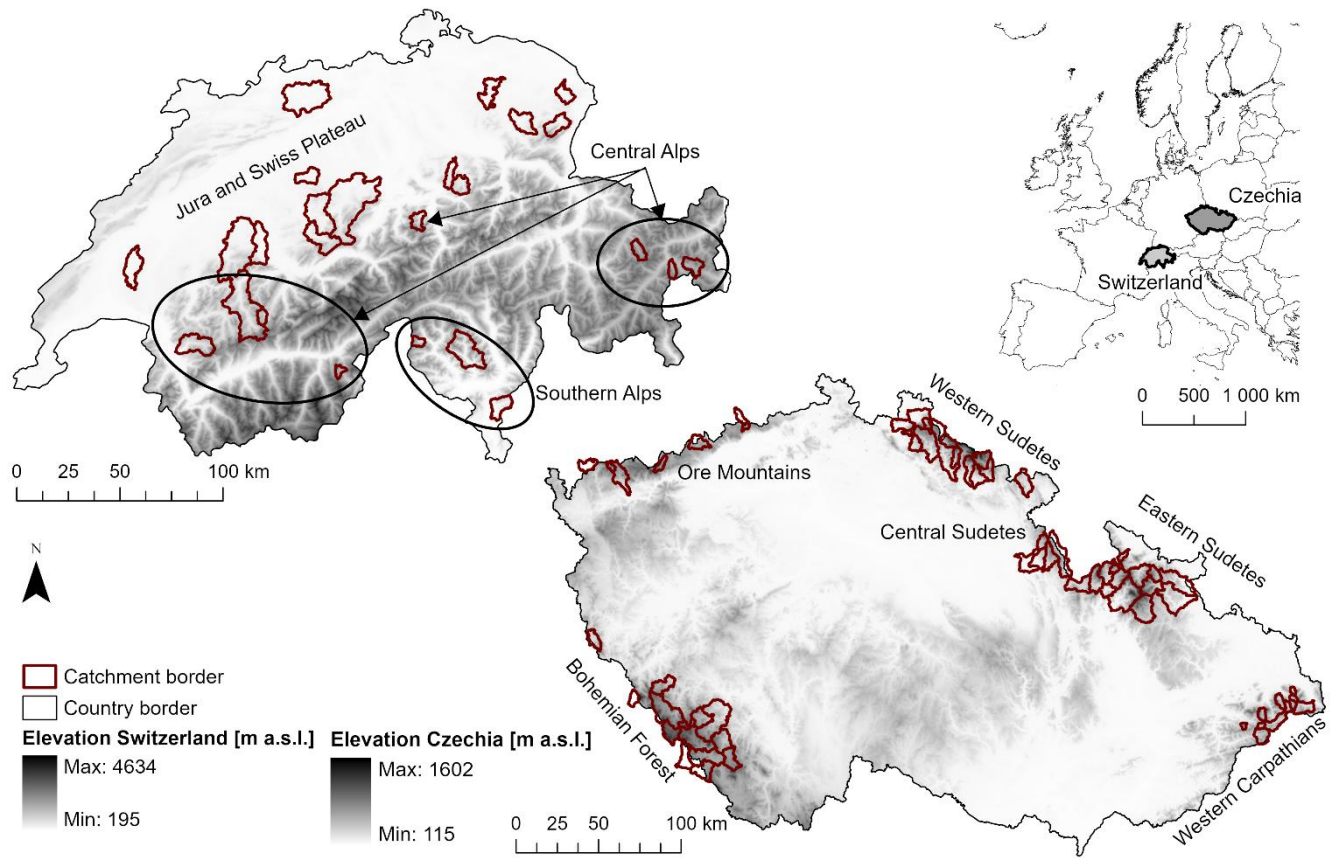 Jura and Swiss Plateau
Central Alps
Southern Alps
0 25 50 100 km
N
Czechia
Switzerland
0 500 1 000 km
Western Sudetes
Ore Mountains
Central Sudetes
Eastern Sudetes
Bohemian Forest
Western Carpathians
Catchment border
Country border
Elevation Switzerland [m a.s.l.]
Max: 4634
Min: 195
Elevation Czechia [m a.s.l.]
Max: 1602
Min: 115
0 25 50 100 km